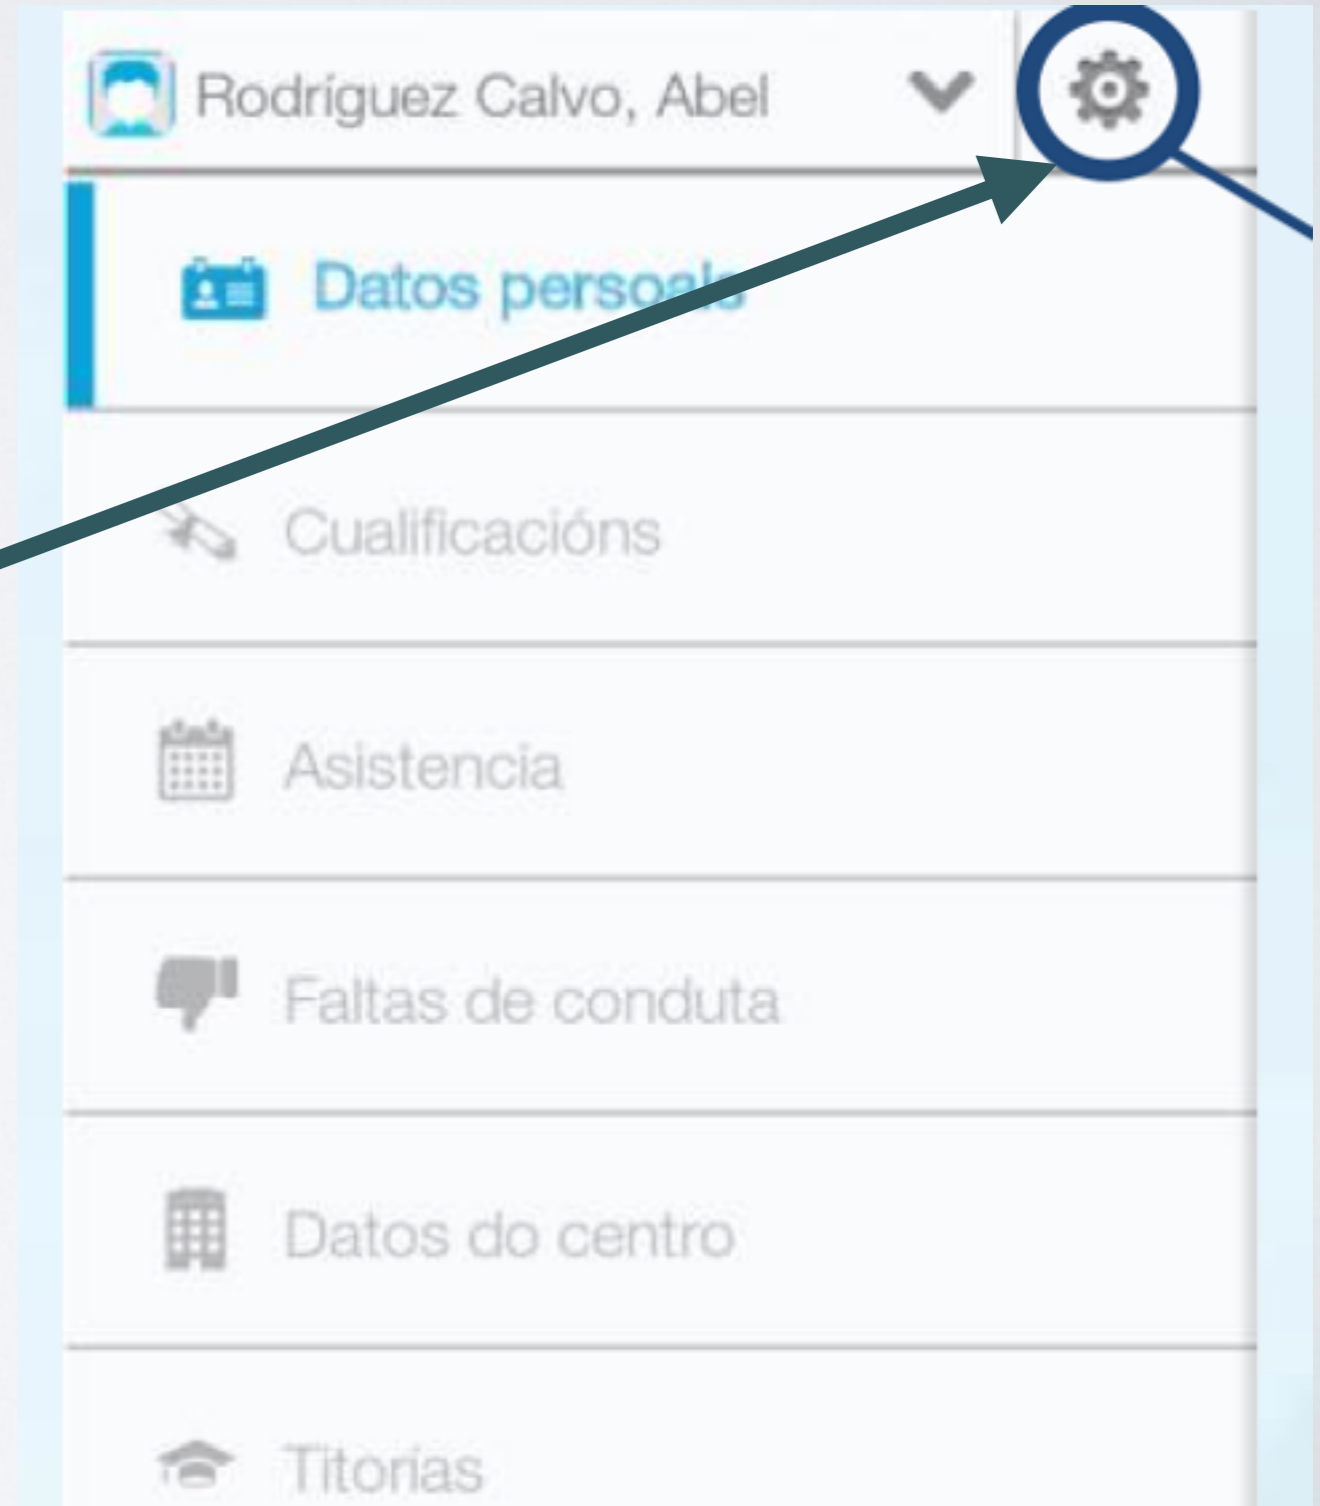 Rodríguez Calvo, Abel
Datos persoais
Cualificacións
Asistencia
Faltas de conduta
Datos do centro
Titorías